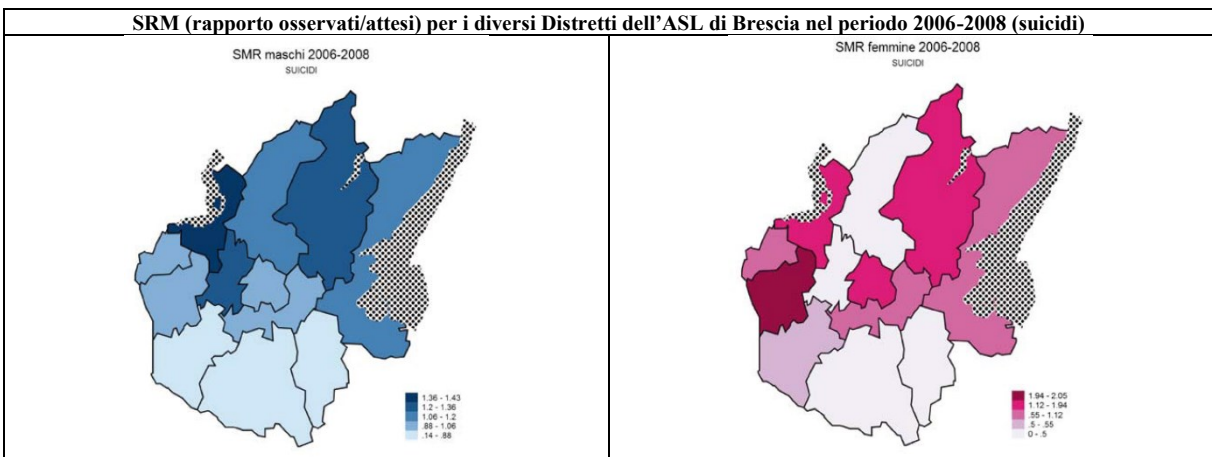 SRM (rapporto osservati/attesi) per i diversi Distretti dell’ASL di Brescia nel periodo 2006-2008 (suicidi)
SMR maschi 2006-2008
SUICIDI
1.36 - 1.43
1.2 - 1.36
1.06 - 1.2
.88 - 1.06
.14 - .88
SMR femmine 2006-2008
SUICIDI
1.94 - 2.05
1.12 - 1.94
.55 - 1.12
.5 - .55
0 - .5